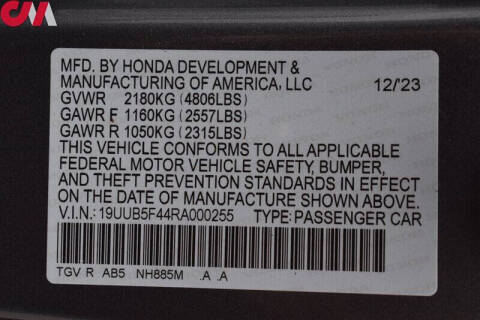 CM
MFD. BY HONDA DEVELOPMENT &
MANUFACTURING OF AMERICA, LLC 12/'23
GVWR 2180KG (4806LBS)
GAWR F 1160KG (2557LBS)
GAWR R 1050KG (2315LBS)
THIS VEHICLE CONFORMS TO ALL APPLICABLE
FEDERAL MOTOR VEHICLE SAFETY, BUMPER,
AND THEFT PREVENTION STANDARDS IN EFFECT
ON THE DATE OF MANUFACTURE SHOWN ABOVE.
V.I.N.: 19UUB5F44RA000255 TYPE: PASSENGER CAR
TGV R AB5 NH885M .A .A